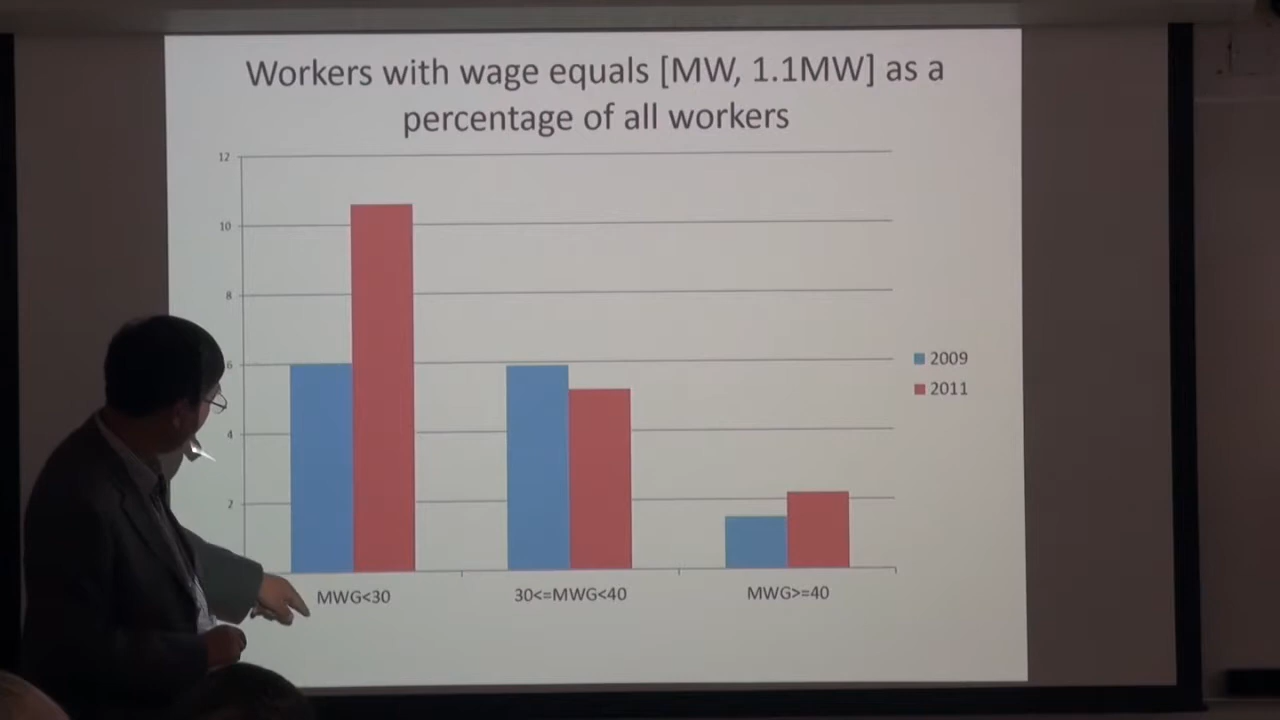 Workers with wage equals [MW, 1.1MW] as a
percentage of all workers
12
10
8
6
4
2
2009
2011
MWG<30
30<=MWG<40
MWG>=40